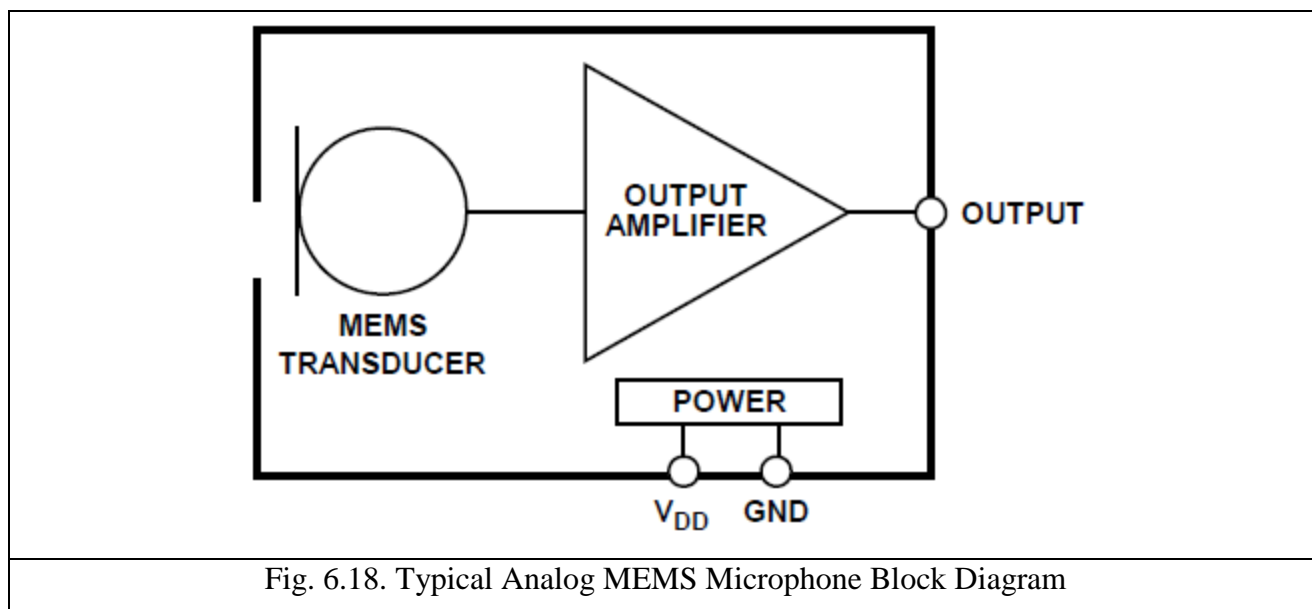 OUTPUT
AMPLIFIER
OUTPUT
MEMS
TRANSDUCER
POWER
VDD GND
Fig. 6.18. Typical Analog MEMS Microphone Block Diagram